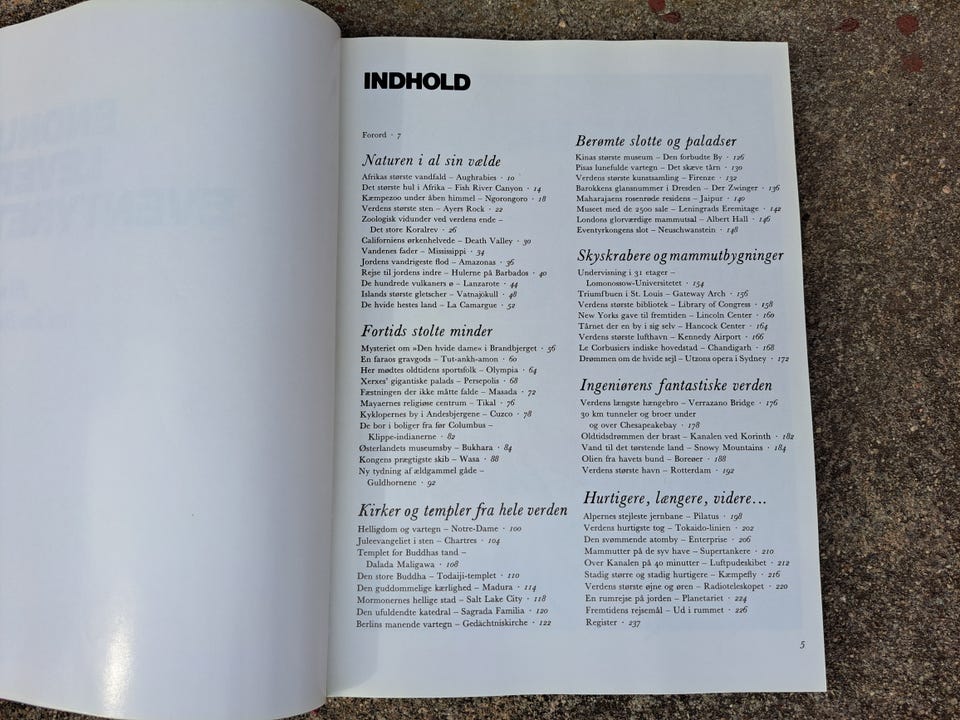 INDHOLD
Forord · 7
Naturen i al sin vælde
Afrikas største vandfald – Aughrabies · 10
Det største hul i Afrika – Fish River Canyon · 14
Kæmpezoo under åben himmel – Ngorongoro · 18
Verdens største sten – Ayers Rock · 22
Zoologisk vidunder ved verdens ende –
Det store Koralrev · 26
Californiens ørkenhelvede – Death Valley · 30
Vandenes fader – Mississippi · 34
Jordens vandrigeste flod – Amazonas · 36
Rejse til jordens indre – Hulerne på Barbados · 40
De hundrede vulkaners ø – Lanzarote · 44
Islands største gletscher – Vatnajökull · 48
De hvide hestes land – La Camargue · 52
Fortids stolte minder
Mysteriet om »Den hvide dame« i Brandbjerget · 56
En faraos gravgods – Tut-ankh-amon · 60
Her mødtes oldtidens sportsfolk – Olympia · 64
Xerxes' gigantiske palads – Persepolis · 68
Fæstningen der ikke måtte falde – Masada · 72
Mayaernes religiøse centrum – Tikal · 76
Kyklopernes by i Andesbjergene – Cuzco · 78
De bor i boliger fra før Columbus –
Klippe-indianerne · 82
Østerlandets museumsby – Bukhara · 84
Kongens prægtigste skib – Wasa · 88
Ny tydning af ældgammel gåde –
Guldhornene · 92
Kirker og templer fra hele verden
Helligdom og vartegn – Notre-Dame · 100
Juleevangeliet i sten – Chartres · 104
Templet for Buddhas tand –
Dalada Maligawa · 108
Den store Buddha – Todaiji-templet · 110
Den guddommelige kærlighed – Madura · 114
Mormonernes hellige stad – Salt Lake City · 118
Den ufuldendte katedral – Sagrada Familia · 120
Berlins manende vartegn – Gedächtniskirche · 122
Berømte slotte og paladser
Kinas største museum – Den forbudte By · 126
Pisas lunefulde vartegn – Det skæve tårn · 130
Verdens største kunstsamling – Firenze · 132
Barokkens glansnummer i Dresden – Der Zwinger · 136
Maharajaens rosenrøde residens – Jaipur · 140
Museet med de 2500 sale – Leningrads Eremitage · 142
Londons glorværdige mammutsal – Albert Hall · 146
Eventyrkongens slot – Neuschwanstein · 148
Skyskrabere og mammutbygninger
Undervisning i 31 etager –
Lomonossow-Universitetet · 154
Triumfbuen i St. Louis – Gateway Arch · 156
Verdens største bibliotek – Library of Congress · 158
New Yorks gave til fremtiden – Lincoln Center · 160
Tårnet der en by i sig selv – Hancock Center · 164
Verdens største lufthavn – Kennedy Airport · 166
Le Corbusiers indiske hovedstad – Chandigarh · 168
Drømmen om de hvide sejl – Utzons opera i Sydney · 172
Ingeniørens fantastiske verden
Verdens længste hængebro – Verrazano Bridge · 176
30 km tunneler og broer under
og over Chesapeakebay · 178
Oldtidsdrømmen der brast – Kanalen ved Korinth · 182
Vand til det tørstende land – Snowy Mountains · 184
Olien fra havets bund – Boreøer · 188
Verdens største havn – Rotterdam · 192
Hurtigere, længere, videre...
Alpernes stejleste jernbane – Pilatus · 198
Verdens hurtigste tog – Tokaido-linien · 202
Den svømmende atomby – Enterprise · 206
Mammutter på de syv have – Supertankere · 210
Over Kanalen på 40 minutter – Luftpudeskibet · 212
Stadig større og stadig hurtigere – Kæmpefly · 216
Verdens største øjne og øren – Radioteleskopet · 220
En rumrejse på jorden – Planetariet · 224
Fremtidens rejsemål – Ud i rummet · 226
Register · 237
5